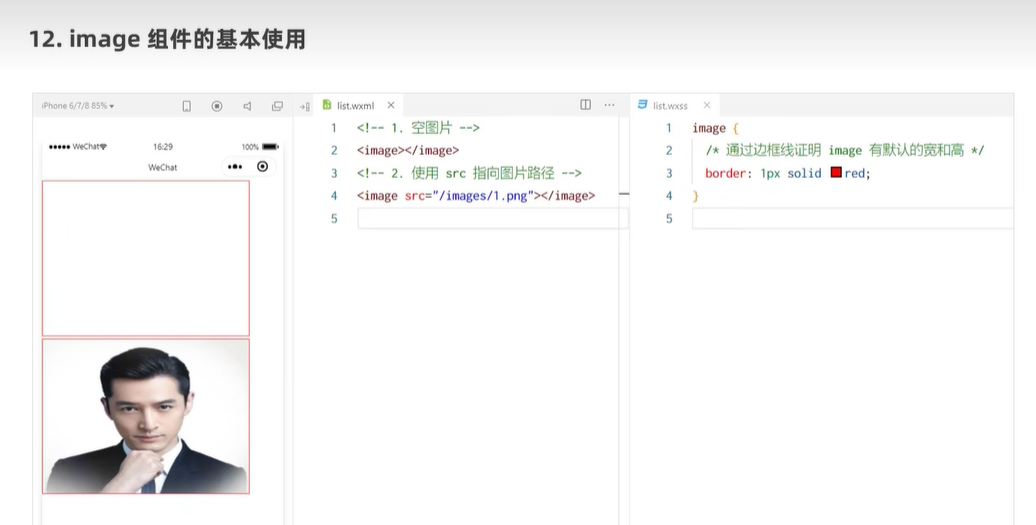 12. image 组件的基本使用
iPhone 6/7/8 85%
list.wxml
list.wxss
WeChat 16:29 100%
WeChat
1 <!-- 1. 空图片 -->
2 <image></image>
3 <!-- 2. 使用 src 指向图片路径 -->
4 <image src="/images/1.png"></image>
5
1 image {
2 /* 通过边框线证明 image 有默认的宽和高 */
3 border: 1px solid red;
4 }
5